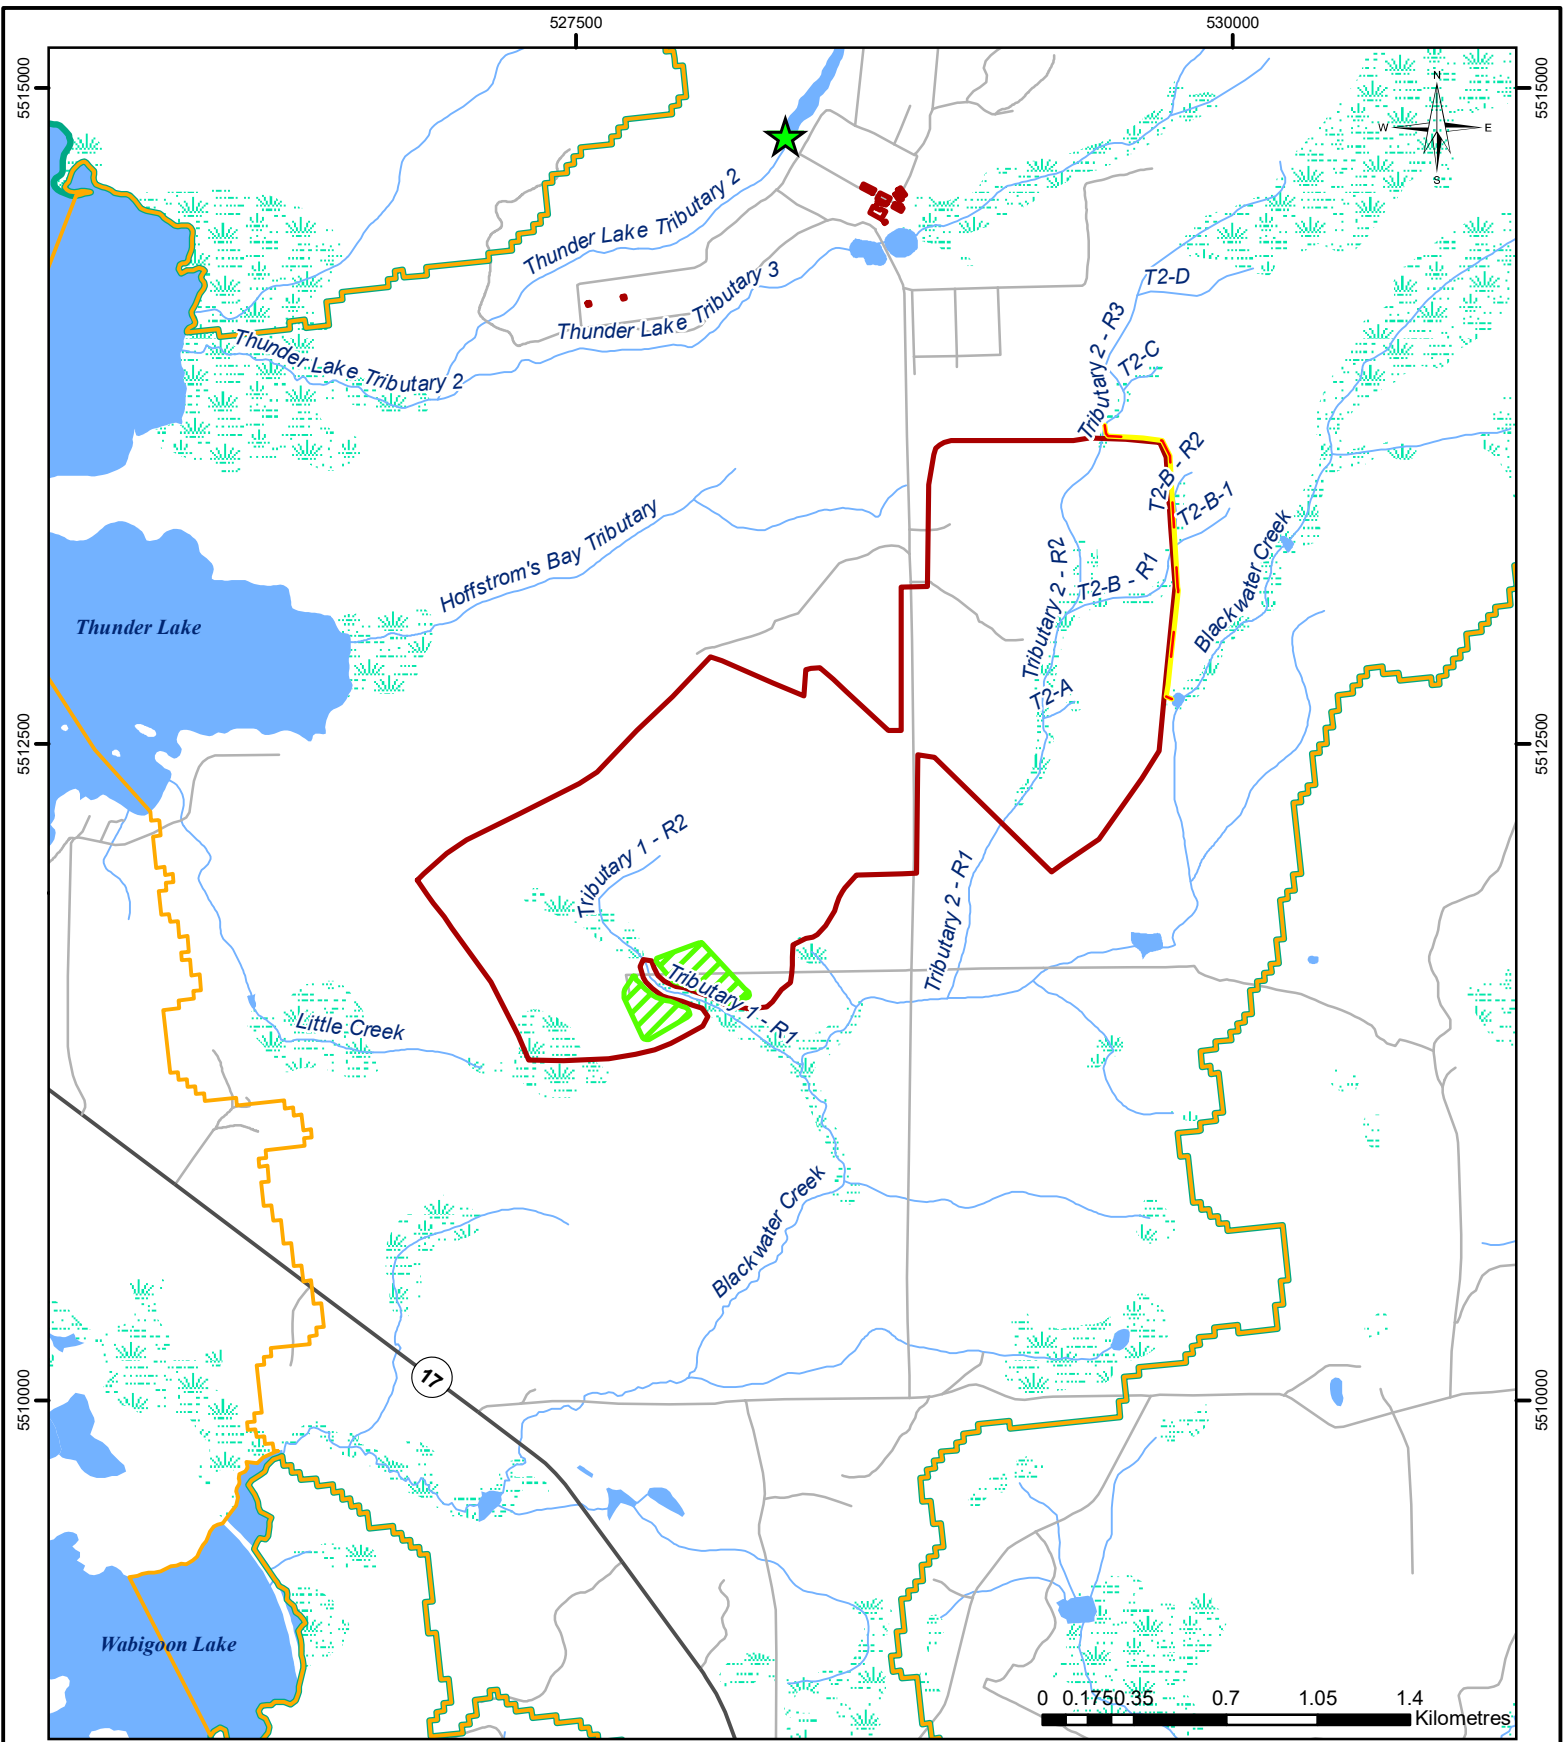 527500
530000
5515000
5515000
N
W
E
S
Thunder Lake Tributary 2
Thunder Lake Tributary 3
T2-D
Tributary 2 - R3
T2-C
Thunder Lake Tributary 2
T2-B - R2
T2-B-1
Hoffstrom's Bay Tributary
Tributary 2 - R2
T2-B - R1
Blackwater Creek
Thunder Lake
T2-A
5512500
5512500
Tributary 1 - R2
Tributary 2 - R1
Tributary 1 - R1
Little Creek
Blackwater Creek
17
5510000
5510000
Wabigoon Lake
0 0.1750.35 0.7 1.05 1.4
Kilometres